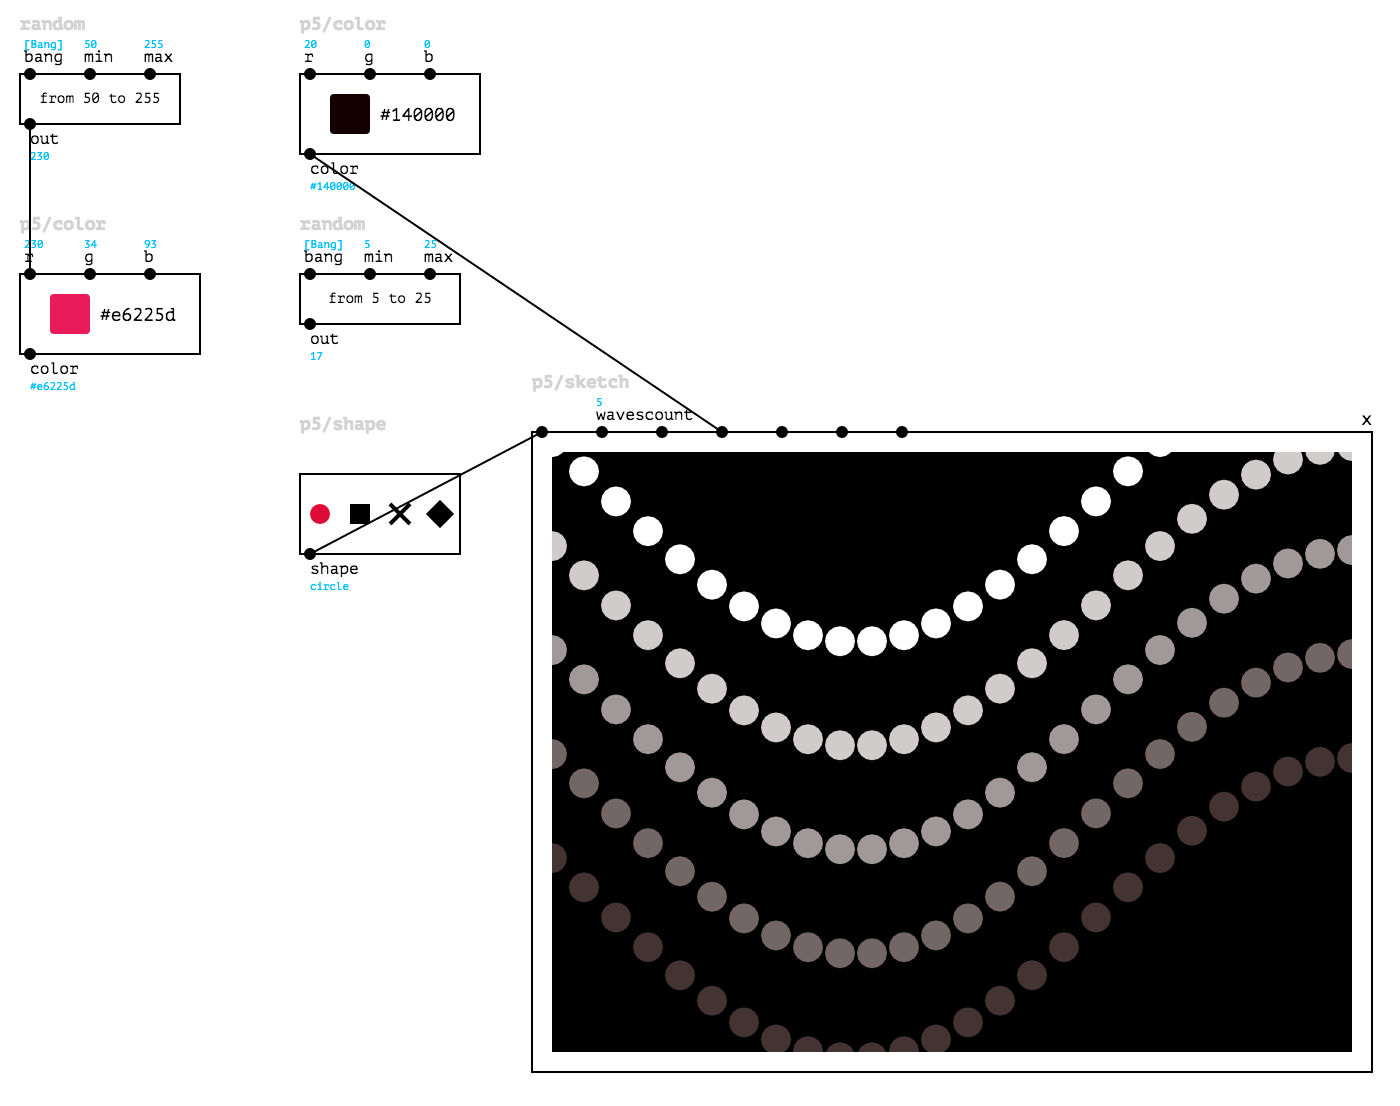 random
[Bang] 50 255
bang min max
from 50 to 255
out
230
p5/color
230 34 93
r g b
#e6225d
color
#e6225d
p5/color
20 0 0
r g b
#140000
color
#140000
random
[Bang] 5 25
bang min max
from 5 to 25
out
17
p5/shape
shape
circle
p5/sketch
5
wavescount
x